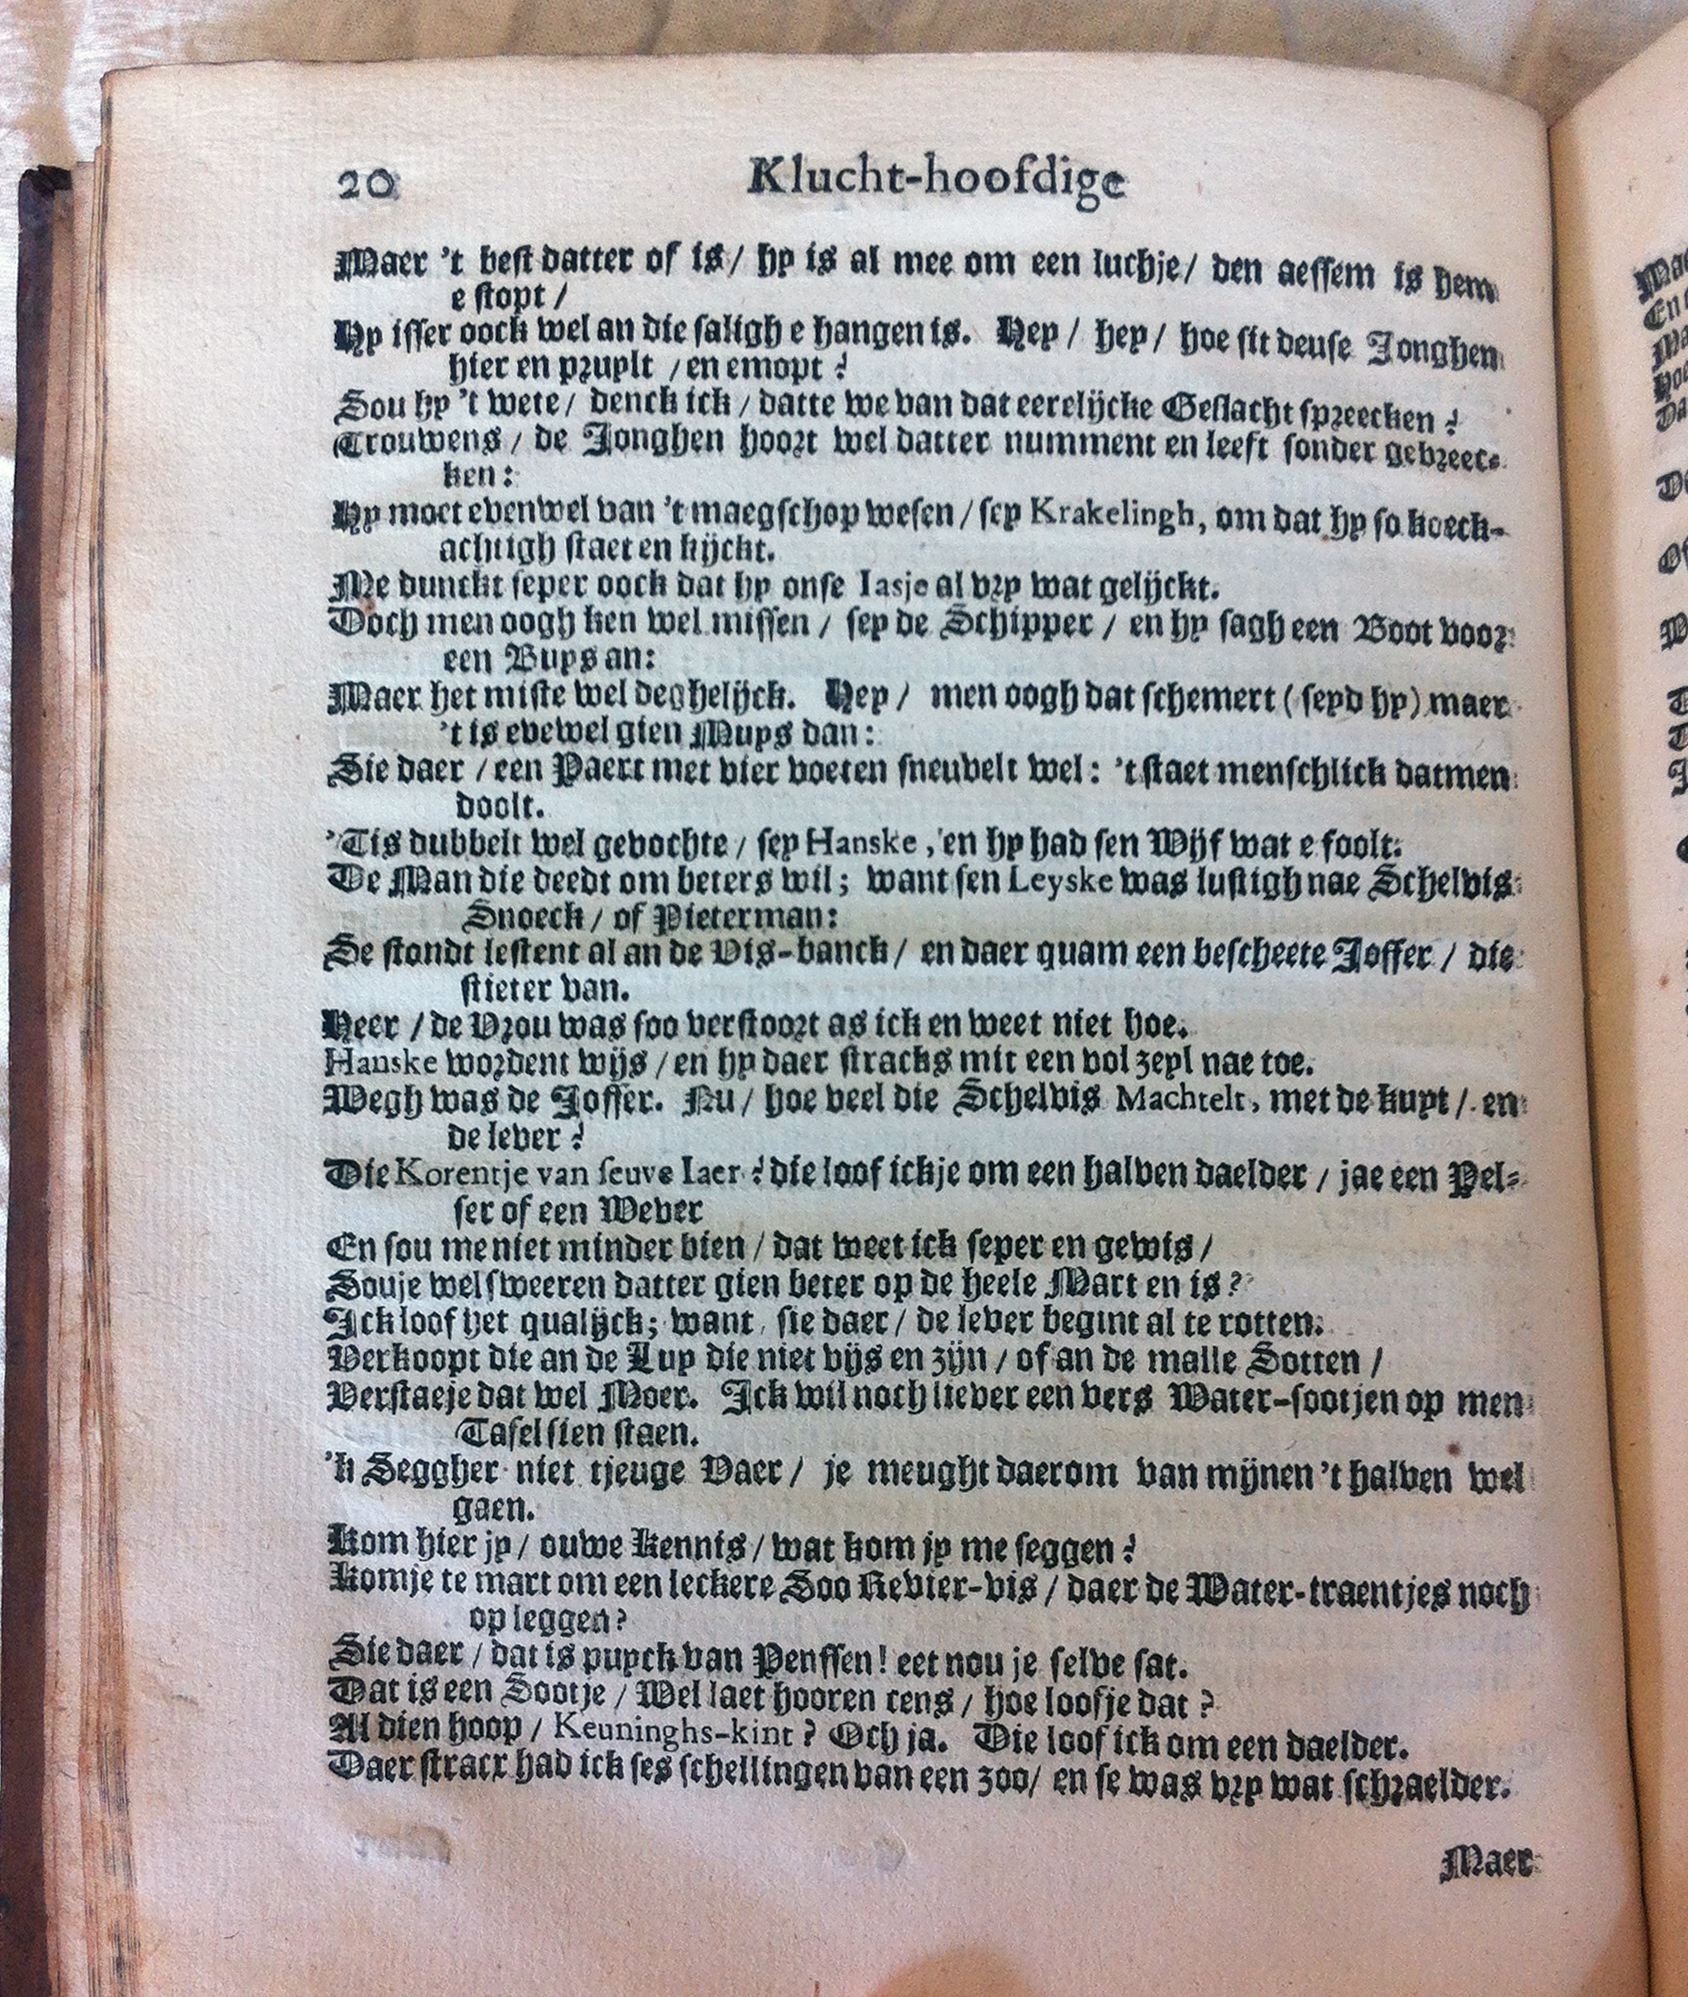 20 Klucht-hoofdige
Maer 't best datter of is / hy is al mee om een luchje / den aessem is hem
e stopt /
Hy isser oock wel an die saligh e hangen is. Hey / hey / hoe sit deuse Jonghen
hier en pruylt / en emopt?
Sou hy 't wete / denck ick / datte we van dat eerelijcke Geslacht spreecken?
Trouwens / de Jonghen hoort wel datter numment en leeft sonder gebreec-
ken:
Hy moet evenwel van 't maegschop wesen / sey Krakelingh, om dat hy so koeck-
achtigh staet en kijckt.
Me dunckt seper oock dat hy onse Iasje al vry wat gelijckt.
Doch men oogh ken wel missen / sey de Schipper / en hy sagh een Boot voor
een Buys an:
Maer het miste wel deghelijck. Hey / men oogh dat schemert (seyd hy) maer
't is evewel gien Muys dan:
Sie daer / een Paert met vier voeten sneuvelt wel: 't staet menschlick datmen
doolt.
'Tis dubbelt wel gevochte / sey Hanske, en hy had sen Wijf wat e foolt.
De Man die deedt om beters wil; want sen Leyske was lustigh nae Schelvis
Snoeck / of Pieterman:
Se stondt lestent al an de Vis-banck / en daer quam een bescheete Joffer / die
stieter van.
Heer / de Vrou was soo verstoort as ick en weet niet hoe.
Hanske wordent wijs / en hy daer stracks mit een vol zeyl nae toe.
Wegh was de Joffer. Nu / hoe veel die Schelvis Machtelt, met de kuyt / en
de lever?
Die Korentje van seuve Iaer? die loof ickje om een halven daelder / jae een Pel-
ser of een Wever
En sou me niet minder bien / dat weet ick seper en gewis /
Souje wel sweeren datter gien beter op de heele Mart en is?
Ick loof het qualijck; want sie daer / de lever begint al te rotten.
Verkoopt die an de Luy die niet vijs en zijn / of an de malle Sotten /
Verstaeje dat wel Moer. Ick wil noch liever een vers Water-sootjen op men
Tafel sien staen.
'k Seggher niet tjeuge Vaer / je meught daerom van mijnen 't halven wel
gaen.
Kom hier jy / ouwe kennis / wat kom jy me seggen?
Komje te mart om een leckere Soo Revier-vis / daer de Water-traentjes noch
op leggen?
Sie daer / dat is puyck van Penssen! eet nou je selve sat.
Dat is een Sootje / Wel laet hooren eens / hoe loofje dat?
Al dien hoop / Keuninghs-kint? Och ja. Die loof ick om een daelder.
Daer stracx had ick ses schellingen van een zoo / en se was vry wat schraelder.
Maer